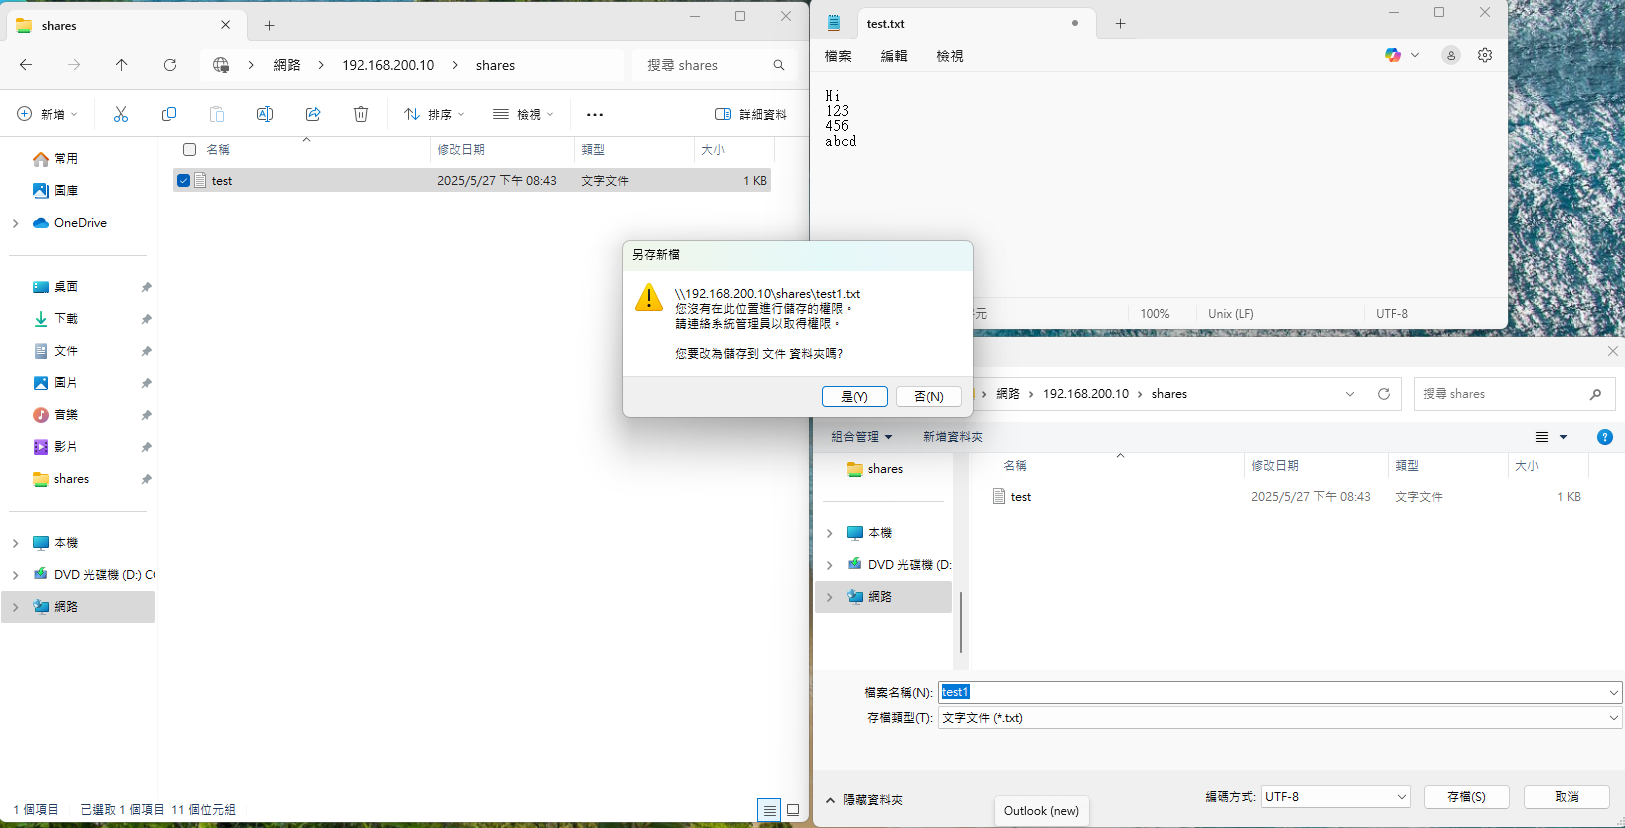 shares
網路
192.168.200.10
shares
搜尋 shares
新增
排序
檢視
詳細資料
名稱
修改日期
類型
大小
test
2025/5/27 下午 08:43
文字文件
1 KB
常用
圖庫
OneDrive
桌面
下載
文件
圖片
音樂
影片
shares
本機
DVD 光碟機 (D:) C
網路
1 個項目
已選取 1 個項目
11 個位元組
test.txt
檔案
編輯
檢視
Hi
123
456
abcd
元
100%
Unix (LF)
UTF-8
另存新檔
\\192.168.200.10\shares\test1.txt
您沒有在此位置進行儲存的權限。
請連絡系統管理員以取得權限。
您要改為儲存到 文件 資料夾嗎?
是(Y)
否(N)
網路
192.168.200.10
shares
搜尋 shares
組合管理
新增資料夾
shares
本機
DVD 光碟機 (D:
網路
名稱
修改日期
類型
大小
test
2025/5/27 下午 08:43
文字文件
1 KB
檔案名稱(N):
test1
存檔類型(T):
文字文件 (*.txt)
隱藏資料夾
Outlook (new)
編碼方式:
UTF-8
存檔(S)
取消